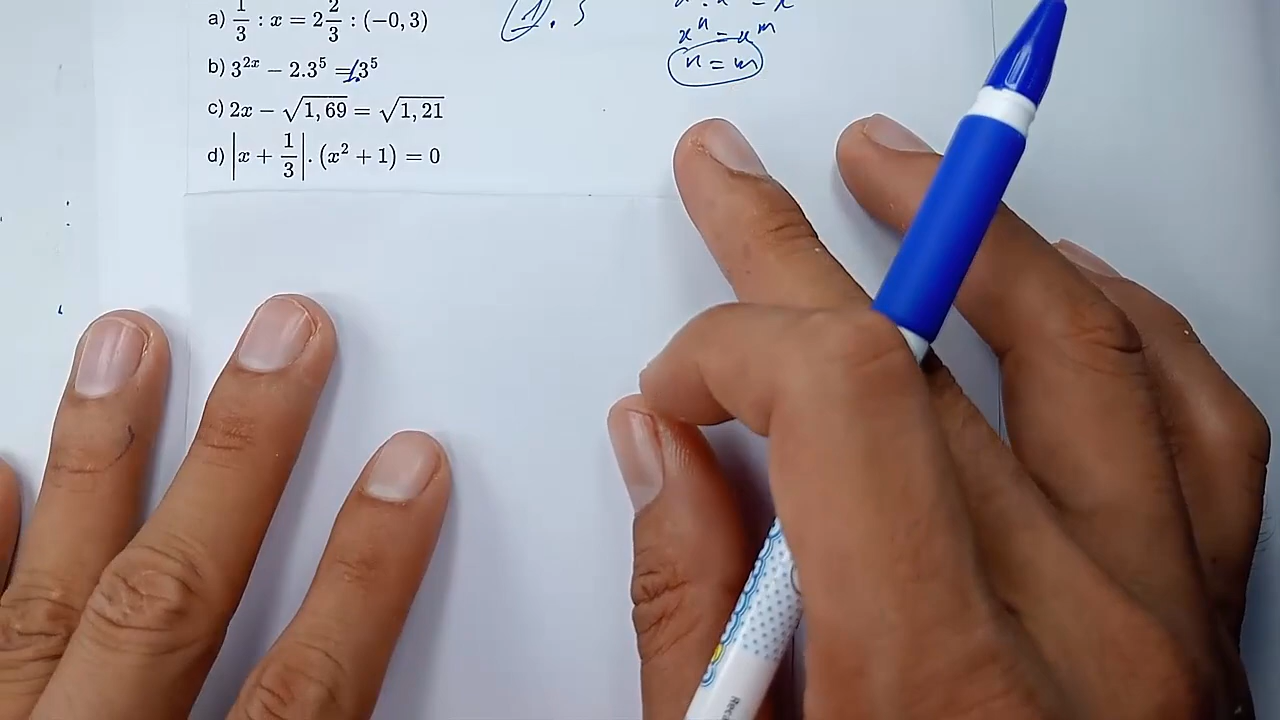 a) 1/3 : x = 2 2/3 : (−0, 3)
b) 3^{2x} − 2.3^5 = 1.3^5
c) 2x − √1,69 = √1,21
d) |x + 1/3| . (x^2 + 1) = 0
x^n = x^m
n = m